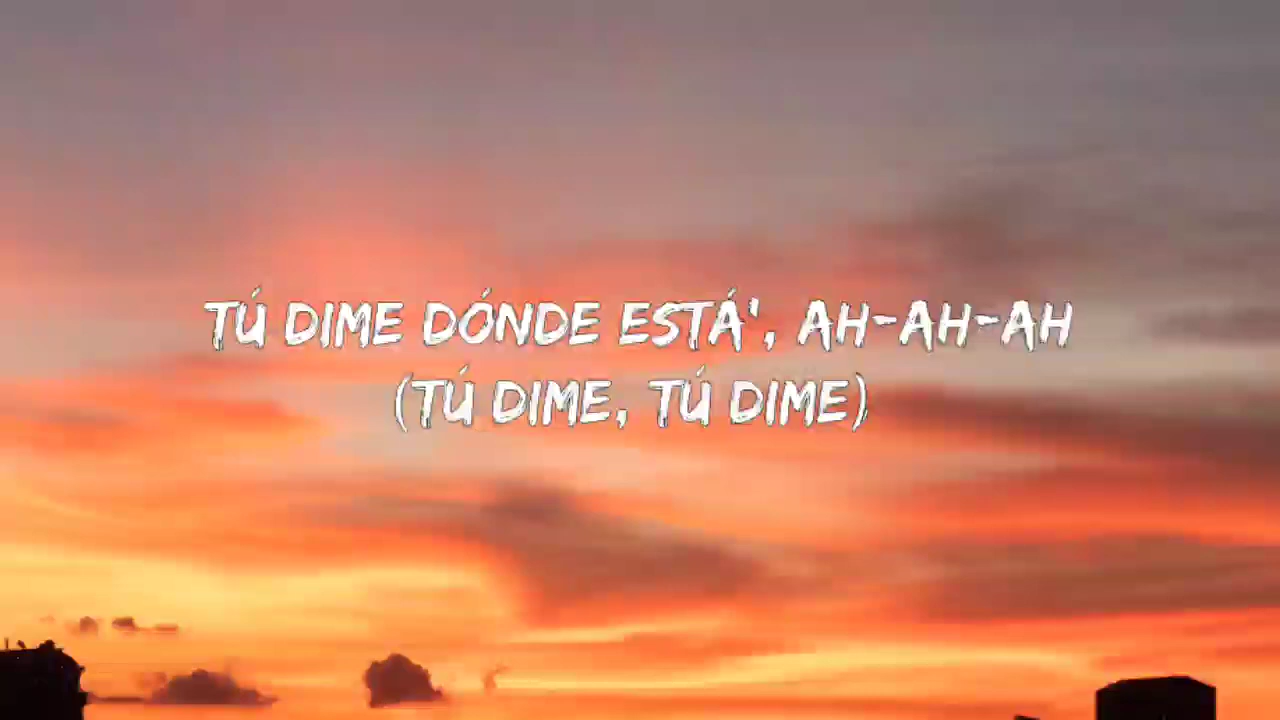 TÚ DIME DÓNDE ESTÁ', AH-AH-AH
(TÚ DIME, TÚ DIME)